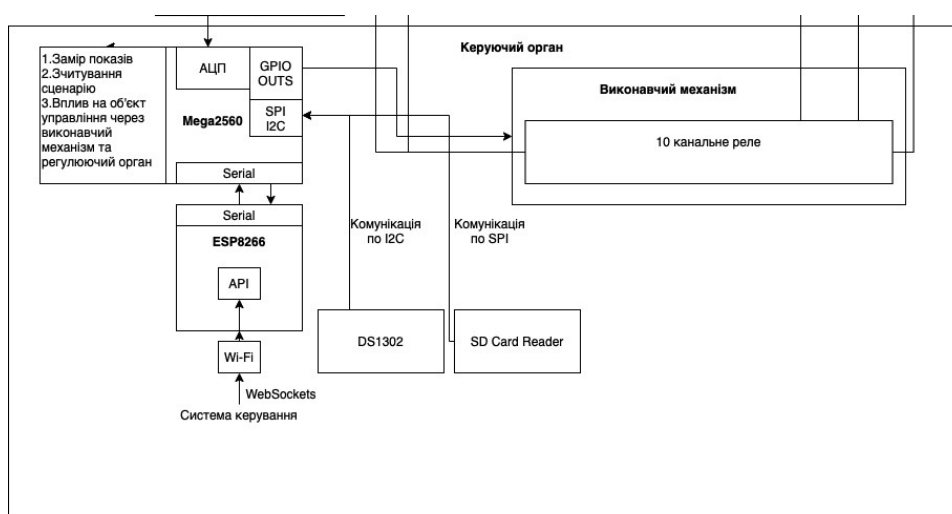 Керуючий орган
1.Замір показів
2.Зчитування
сценарію
3.Вплив на об'єкт
управління через
виконавчий
механізм та
регулюючий орган
АЦП
GPIO
OUTS
SPI
I2C
Mega2560
Serial
Виконавчий механізм
10 канальне реле
Serial
ESP8266
API
Wi-Fi
WebSockets
Система керування
Комунікація
по I2C
Комунікація
по SPI
DS1302
SD Card Reader